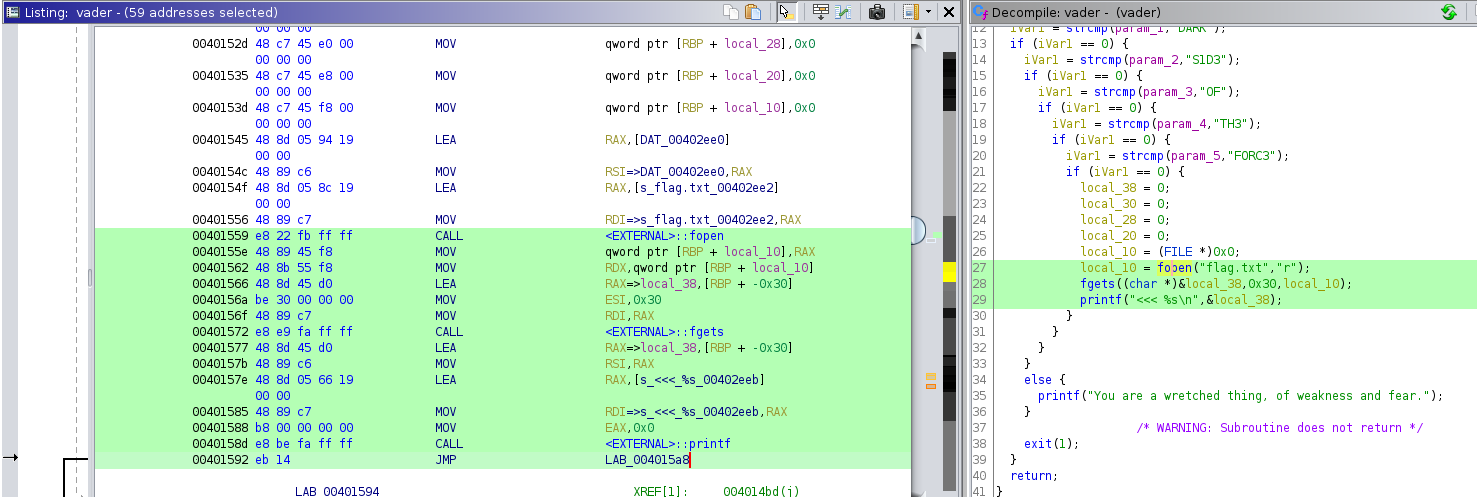 Listing: vader - (59 addresses selected)
00 00 00
0040152d 48 c7 45 e0 00 MOV qword ptr [RBP + local_28],0x0
00 00 00
00401535 48 c7 45 e8 00 MOV qword ptr [RBP + local_20],0x0
00 00 00
0040153d 48 c7 45 f8 00 MOV qword ptr [RBP + local_10],0x0
00 00 00
00401545 48 8d 05 94 19 LEA RAX,[DAT_00402ee0]
00 00
0040154c 48 89 c6 MOV RSI=>DAT_00402ee0,RAX
0040154f 48 8d 05 8c 19 LEA RAX,[s_flag.txt_00402ee2]
00 00
00401556 48 89 c7 MOV RDI=>s_flag.txt_00402ee2,RAX
00401559 e8 22 fb ff ff CALL <EXTERNAL>::fopen
0040155e 48 89 45 f8 MOV qword ptr [RBP + local_10],RAX
00401562 48 8b 55 f8 MOV RDX,qword ptr [RBP + local_10]
00401566 48 8d 45 d0 LEA RAX=>local_38,[RBP + -0x30]
0040156a be 30 00 00 00 MOV ESI,0x30
0040156f 48 89 c7 MOV RDI,RAX
00401572 e8 e9 fa ff ff CALL <EXTERNAL>::fgets
00401577 48 8d 45 d0 LEA RAX=>local_38,[RBP + -0x30]
0040157b 48 89 c6 MOV RSI,RAX
0040157e 48 8d 05 66 19 LEA RAX,[s_<<<_%s_00402eeb]
00 00
00401585 48 89 c7 MOV RDI=>s_<<<_%s_00402eeb,RAX
00401588 b8 00 00 00 00 MOV EAX,0x0
0040158d e8 be fa ff ff CALL <EXTERNAL>::printf
00401592 eb 14 JMP LAB_004015a8
LAB_00401594 XREF[1]: 004014bd(j)
Decompile: vader - (vader)
12 iVar1 = strcmp(param_1,"DARK");
13 if (iVar1 == 0) {
14 iVar1 = strcmp(param_2,"S1D3");
15 if (iVar1 == 0) {
16 iVar1 = strcmp(param_3,"OF");
17 if (iVar1 == 0) {
18 iVar1 = strcmp(param_4,"TH3");
19 if (iVar1 == 0) {
20 iVar1 = strcmp(param_5,"FORC3");
21 if (iVar1 == 0) {
22 local_38 = 0;
23 local_30 = 0;
24 local_28 = 0;
25 local_20 = 0;
26 local_10 = (FILE *)0x0;
27 local_10 = fopen("flag.txt","r");
28 fgets((char *)&local_38,0x30,local_10);
29 printf("<<< %s\n",&local_38);
30 }
31 }
32 }
33 }
34 else {
35 printf("You are a wretched thing, of weakness and fear.");
36 }
37 /* WARNING: Subroutine does not return */
38 exit(1);
39 }
40 return;
41 }